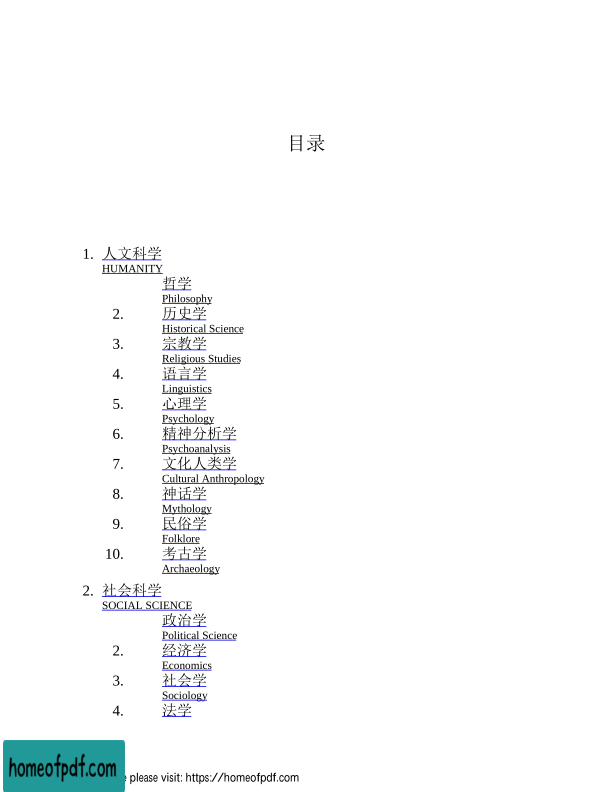 目录
1. 人文科学
HUMANITY
哲学
Philosophy
2. 历史学
Historical Science
3. 宗教学
Religious Studies
4. 语言学
Linguistics
5. 心理学
Psychology
6. 精神分析学
Psychoanalysis
7. 文化人类学
Cultural Anthropology
8. 神话学
Mythology
9. 民俗学
Folklore
10. 考古学
Archaeology
2. 社会科学
SOCIAL SCIENCE
政治学
Political Science
2. 经济学
Economics
3. 社会学
Sociology
4. 法学
homeofpdf.com
e please visit: https://homeofpdf.com